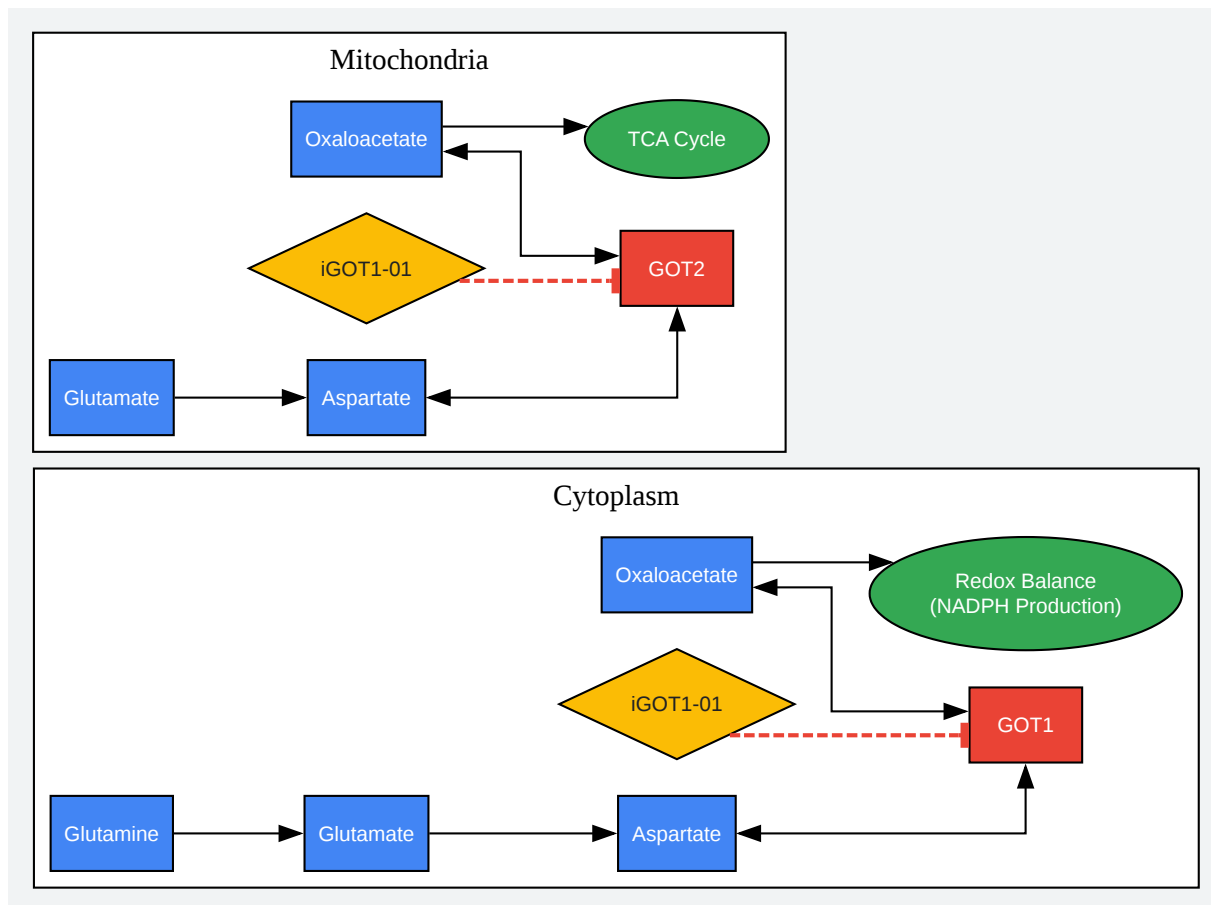 Mitochondria
Oxaloacetate
TCA Cycle
iGOT1-01
GOT2
Glutamate
Aspartate
Cytoplasm
Oxaloacetate
Redox Balance
(NADPH Production)
iGOT1-01
GOT1
Glutamine
Glutamate
Aspartate